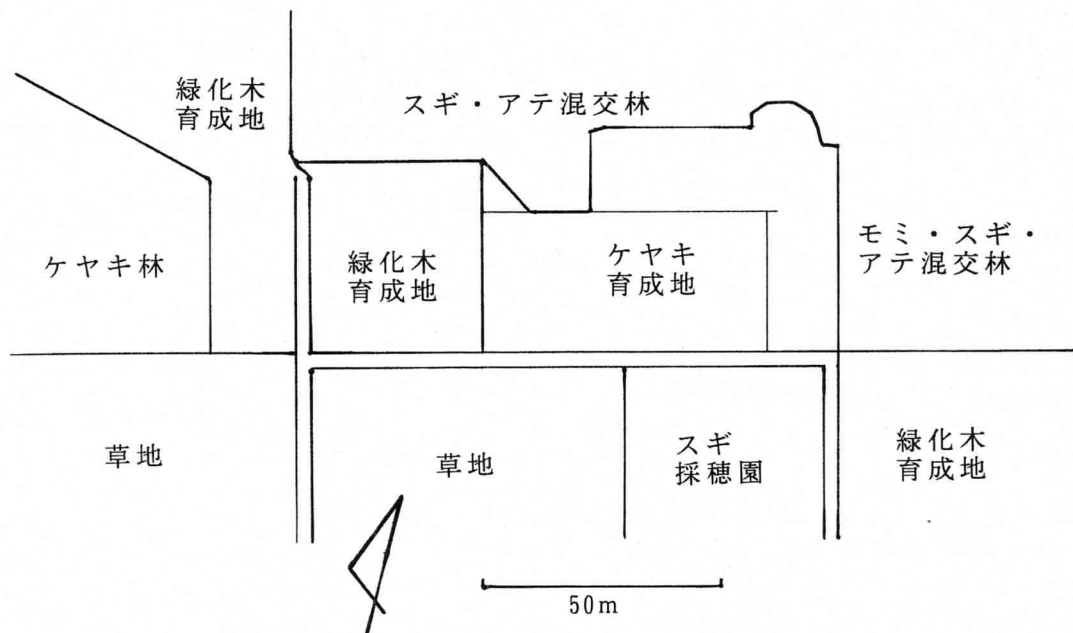 緑化木
育成地
スギ・アテ混交林
ケヤキ林
緑化木
育成地
ケヤキ
育成地
モミ・スギ・
アテ混交林
草地
草地
スギ
採穂園
緑化木
育成地
50m